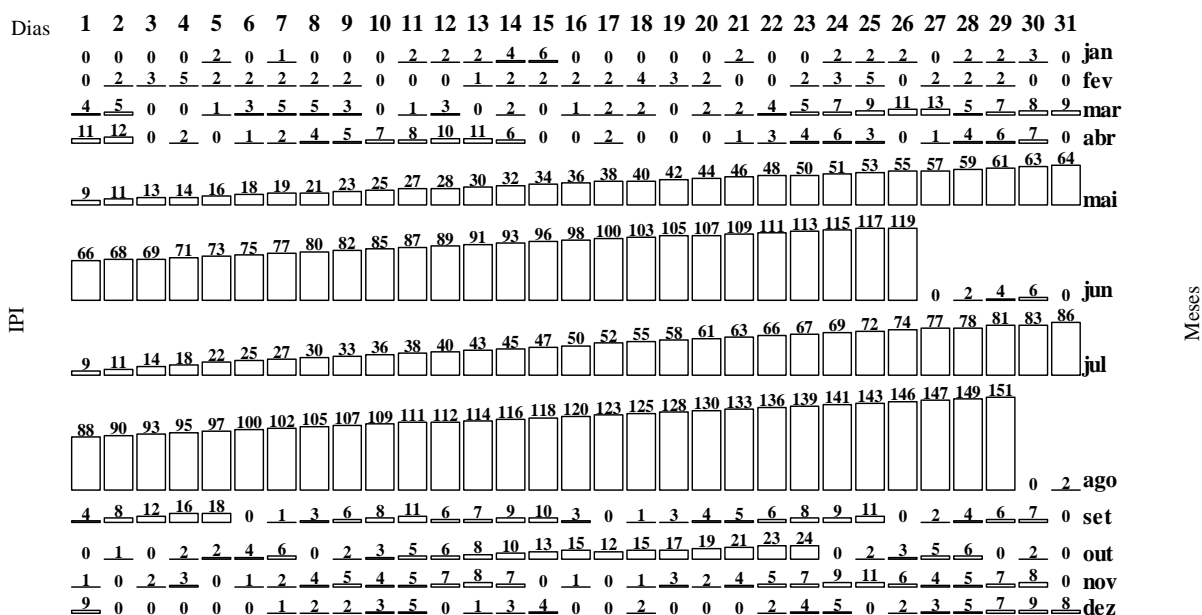 Dias 1 2 3 4 5 6 7 8 9 10 11 12 13 14 15 16 17 18 19 20 21 22 23 24 25 26 27 28 29 30 31
0 0 0 0 2 0 1 0 0 0 2 2 2 4 6 0 0 0 0 0 2 0 0 2 2 2 0 2 2 3 0 jan
0 2 3 5 2 2 2 2 2 0 0 0 1 2 2 2 2 4 3 2 0 0 2 3 5 0 2 2 2 0 0 fev
4 5 0 0 1 3 5 5 3 0 1 3 0 2 0 1 2 2 0 2 2 4 5 7 9 11 13 5 7 8 9 mar
11 12 0 2 0 1 2 4 5 7 8 10 11 6 0 0 2 0 0 0 1 3 4 6 3 0 1 4 6 7 0 abr
9 11 13 14 16 18 19 21 23 25 27 28 30 32 34 36 38 40 42 44 46 48 50 51 53 55 57 59 61 63 64 mai
66 68 69 71 73 75 77 80 82 85 87 89 91 93 96 98 100 103 105 107 109 111 113 115 117 119 0 2 4 6 0 jun
IPI
Meses
9 11 14 18 22 25 27 30 33 36 38 40 43 45 47 50 52 55 58 61 63 66 67 69 72 74 77 78 81 83 86 jul
88 90 93 95 97 100 102 105 107 109 111 112 114 116 118 120 123 125 128 130 133 136 139 141 143 146 147 149 151 0 2 ago
4 8 12 16 18 0 1 3 6 8 11 6 7 9 10 3 0 1 3 4 5 6 8 9 11 0 2 4 6 7 0 set
0 1 0 2 2 4 6 0 2 3 5 6 8 10 13 15 12 15 17 19 21 23 24 0 2 3 5 6 0 2 0 out
1 0 2 3 0 1 2 4 5 4 5 7 8 7 0 1 0 1 3 2 4 5 7 9 11 6 4 5 7 8 0 nov
9 0 0 0 0 0 1 2 2 3 5 0 1 3 4 0 0 0 0 0 0 2 4 5 0 2 3 5 7 9 8 dez